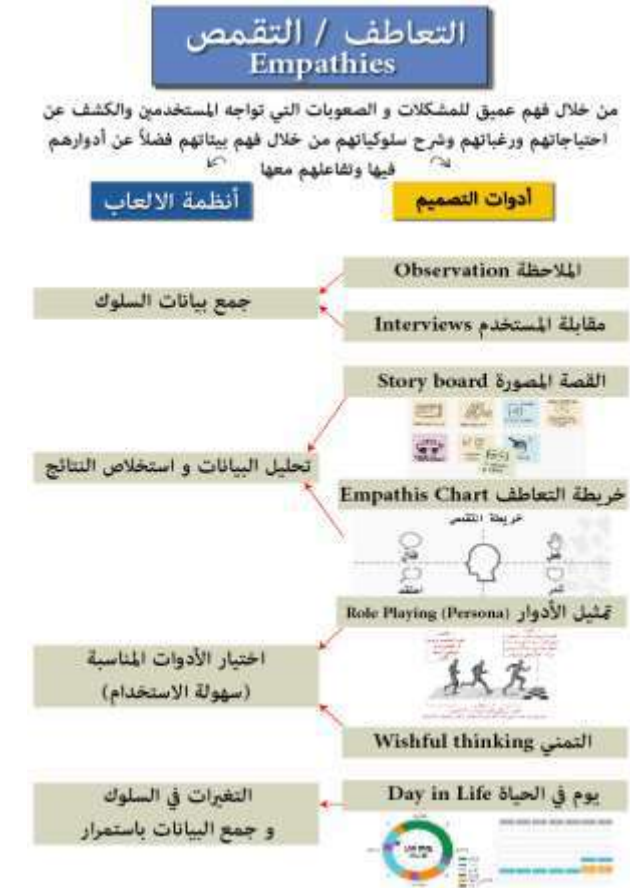 التعاطف / التقمص
Empathies
من خلال فهم عميق للمشكلات و الصعوبات التي تواجه المستخدمين والكشف عن
احتياجاتهم ورغباتهم وشرح سلوكياتهم من خلال فهم بيئاتهم فضلاً عن أدوارهم
فيها وتفاعلهم معها
أدوات التصميم
أنظمة الالعاب
الملاحظة Observation
جمع بيانات السلوك
مقابلة المستخدم Interviews
القصة المصورة Story board
تحليل البيانات و استخلاص النتائج
خريطة التعاطف Empathis Chart
خريطة التقمص
تمثيل الأدوار Role Playing (Persona)
اختيار الأدوات المناسبة
(سهولة الاستخدام)
التمني Wishful thinking
يوم في الحياة Day in Life
التغيرات في السلوك
و جمع البيانات باستمرار